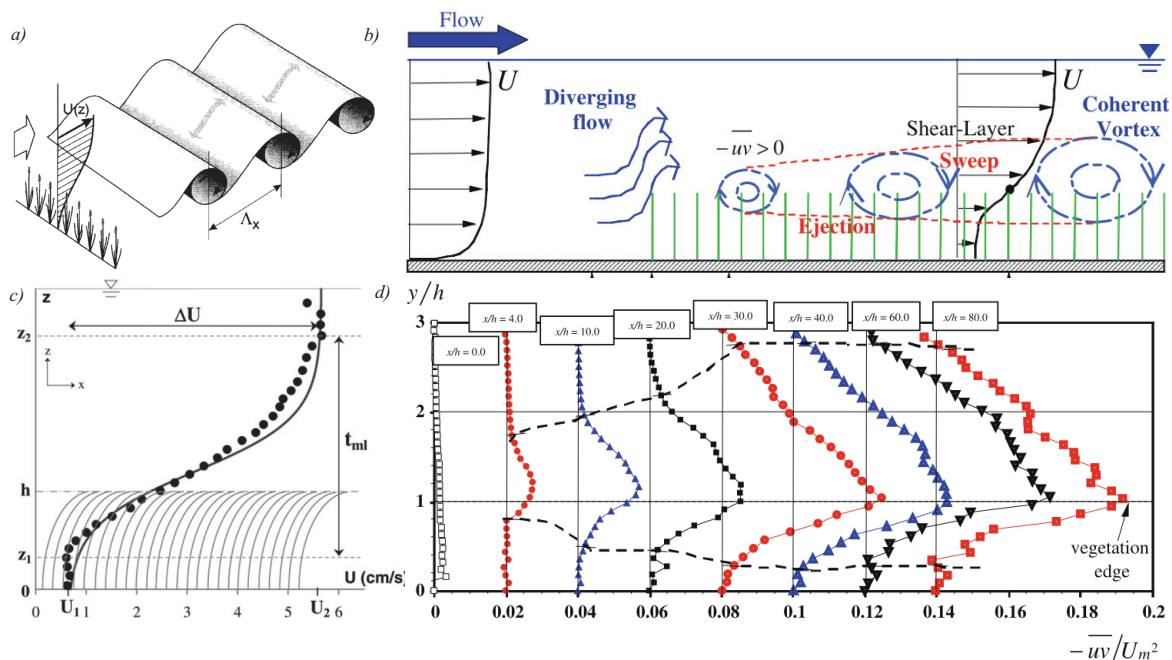 a)
U(z)
Λx
b)
Flow
U
Diverging
flow
−uv > 0
Shear-Layer
Sweep
Ejection
U
Coherent
Vortex
c)
z
ΔU
z2
z
x
tml
h
z1
U (cm/s)
0
0 U1 1 2 3 4 5 U2 6
d)
y/h
3
2
1
0
x/h = 0.0
x/h = 4.0
x/h = 10.0
x/h = 20.0
x/h = 30.0
x/h = 40.0
x/h = 60.0
x/h = 80.0
vegetation
edge
0 0.02 0.04 0.06 0.08 0.1 0.12 0.14 0.16 0.18 0.2
−uv/Um²